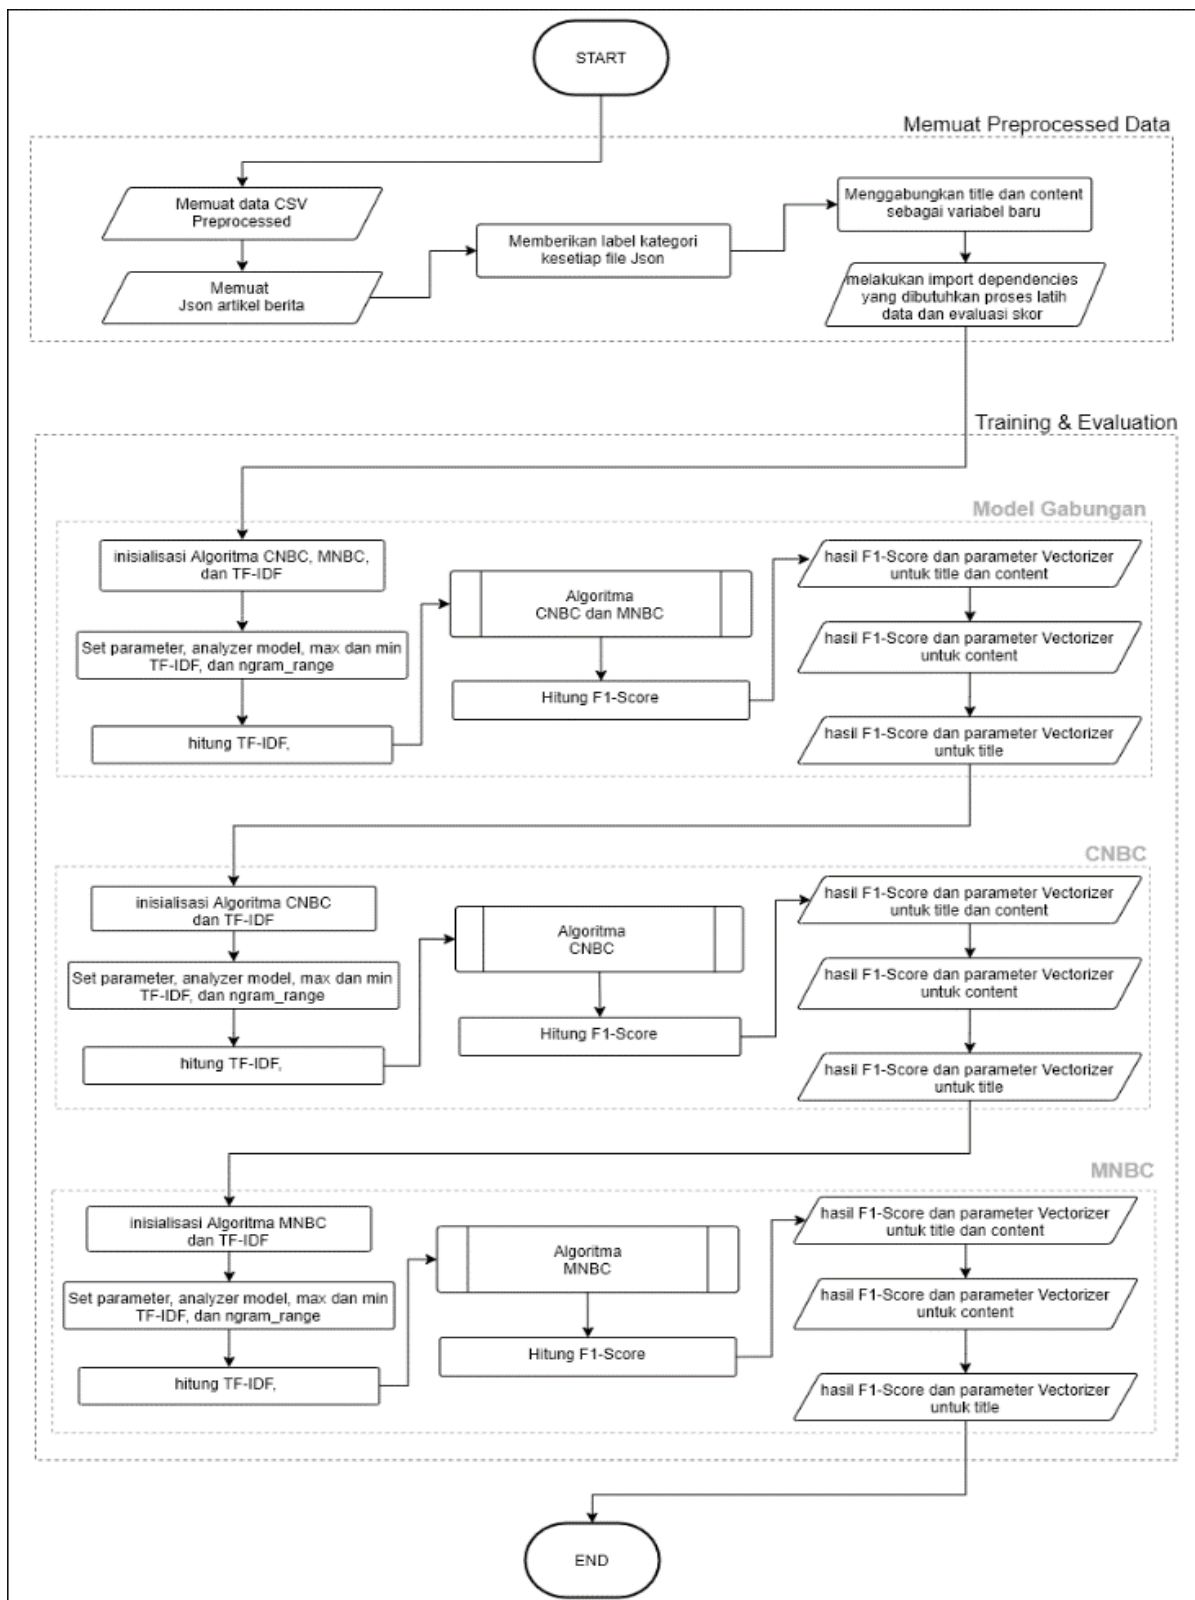 START
Memuat Preprocessed Data
Memuat data CSV
Preprocessed
Memuat
Json artikel berita
Memberikan label kategori
kesetiap file Json
Menggabungkan title dan content
sebagai variabel baru
melakukan import dependencies
yang dibutuhkan proses latih
data dan evaluasi skor
Training & Evaluation
Model Gabungan
inisialisasi Algoritma CNBC, MNBC,
dan TF-IDF
Set parameter, analyzer model, max dan min
TF-IDF, dan ngram_range
hitung TF-IDF,
Algoritma
CNBC dan MNBC
Hitung F1-Score
hasil F1-Score dan parameter Vectorizer
untuk title dan content
hasil F1-Score dan parameter Vectorizer
untuk content
hasil F1-Score dan parameter Vectorizer
untuk title
CNBC
inisialisasi Algoritma CNBC
dan TF-IDF
Set parameter, analyzer model, max dan min
TF-IDF, dan ngram_range
hitung TF-IDF,
Algoritma
CNBC
Hitung F1-Score
hasil F1-Score dan parameter Vectorizer
untuk title dan content
hasil F1-Score dan parameter Vectorizer
untuk content
hasil F1-Score dan parameter Vectorizer
untuk title
MNBC
inisialisasi Algoritma MNBC
dan TF-IDF
Set parameter, analyzer model, max dan min
TF-IDF, dan ngram_range
hitung TF-IDF,
Algoritma
MNBC
Hitung F1-Score
hasil F1-Score dan parameter Vectorizer
untuk title dan content
hasil F1-Score dan parameter Vectorizer
untuk content
hasil F1-Score dan parameter Vectorizer
untuk title
END